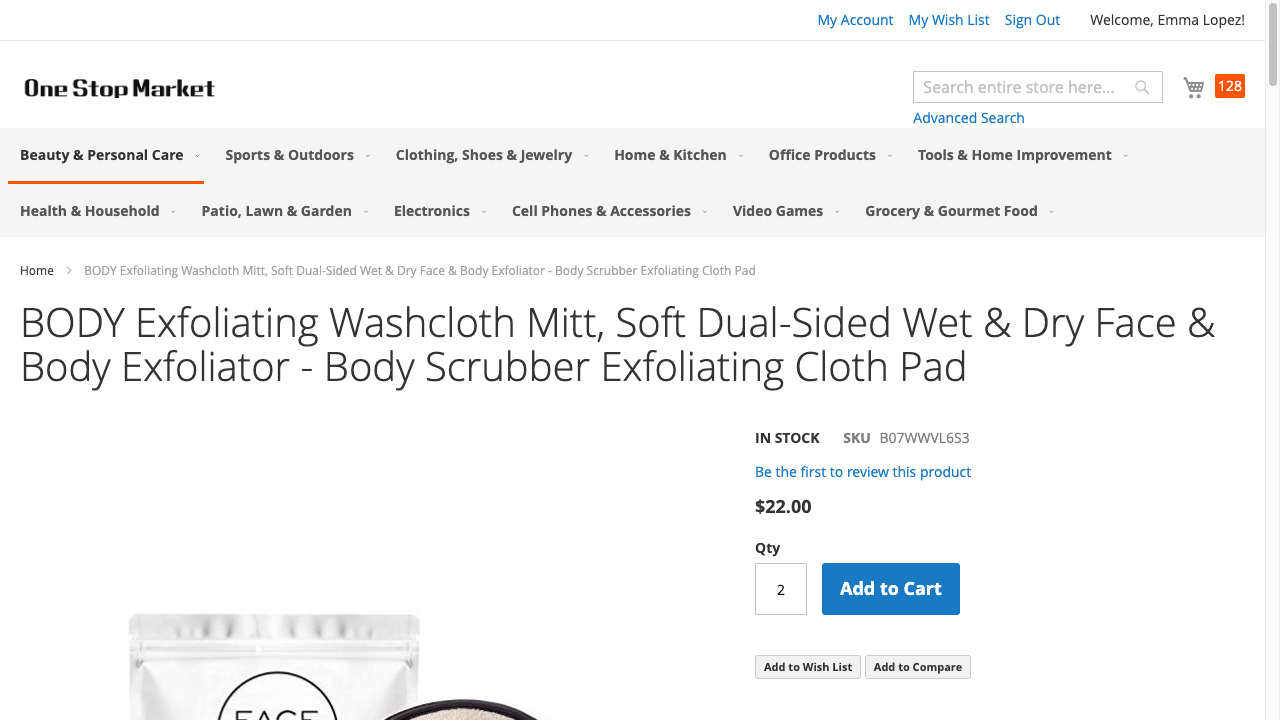 My Account My Wish List Sign Out Welcome, Emma Lopez!
One Stop Market
Search entire store here...
128
Advanced Search
Beauty & Personal Care Sports & Outdoors Clothing, Shoes & Jewelry Home & Kitchen Office Products Tools & Home Improvement
Health & Household Patio, Lawn & Garden Electronics Cell Phones & Accessories Video Games Grocery & Gourmet Food
Home BODY Exfoliating Washcloth Mitt, Soft Dual-Sided Wet & Dry Face & Body Exfoliator - Body Scrubber Exfoliating Cloth Pad
BODY Exfoliating Washcloth Mitt, Soft Dual-Sided Wet & Dry Face &
Body Exfoliator - Body Scrubber Exfoliating Cloth Pad
IN STOCK SKU B07WWVL6S3
Be the first to review this product
$22.00
Qty
2 Add to Cart
Add to Wish List Add to Compare
FACE